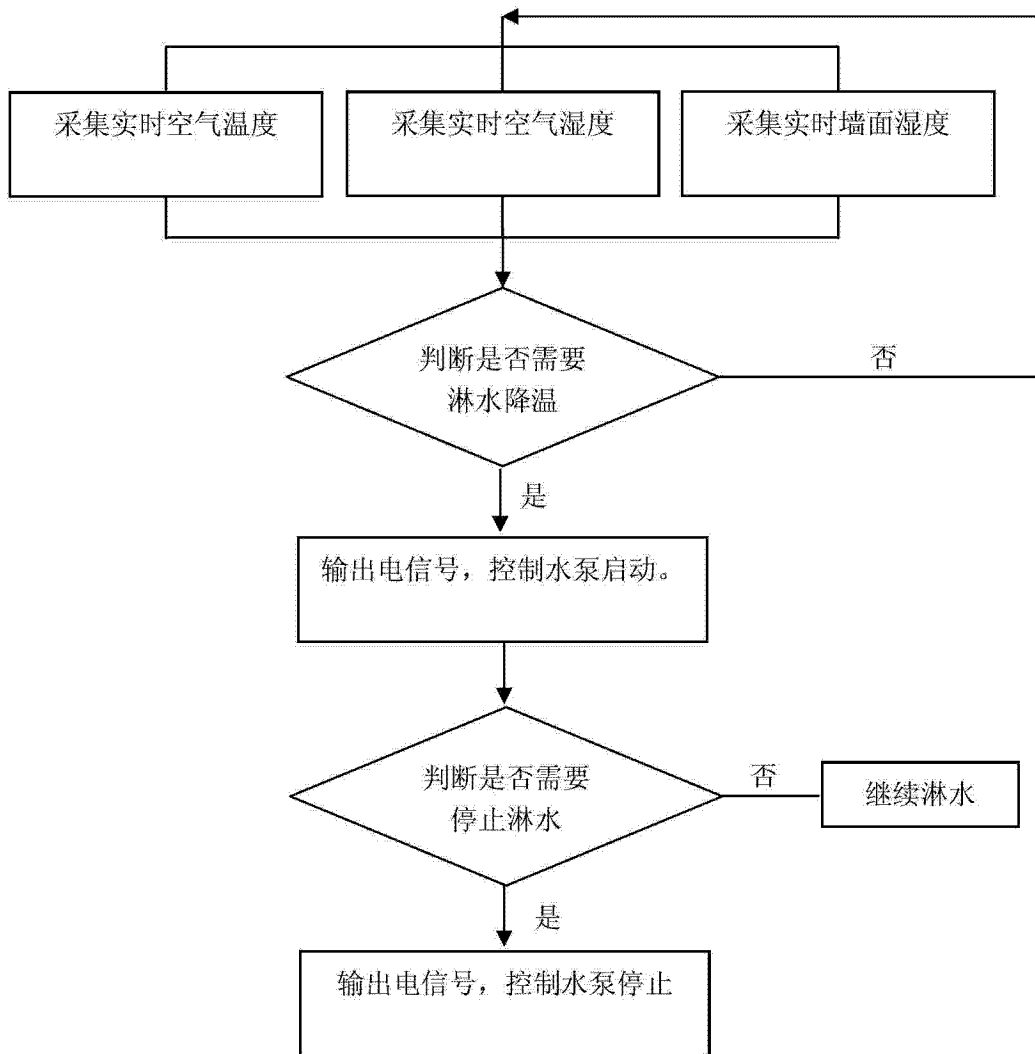 采集实时空气温度
采集实时空气湿度
采集实时墙面湿度
判断是否需要
淋水降温
否
是
输出电信号，控制水泵启动。
判断是否需要
停止淋水
否
继续淋水
是
输出电信号，控制水泵停止